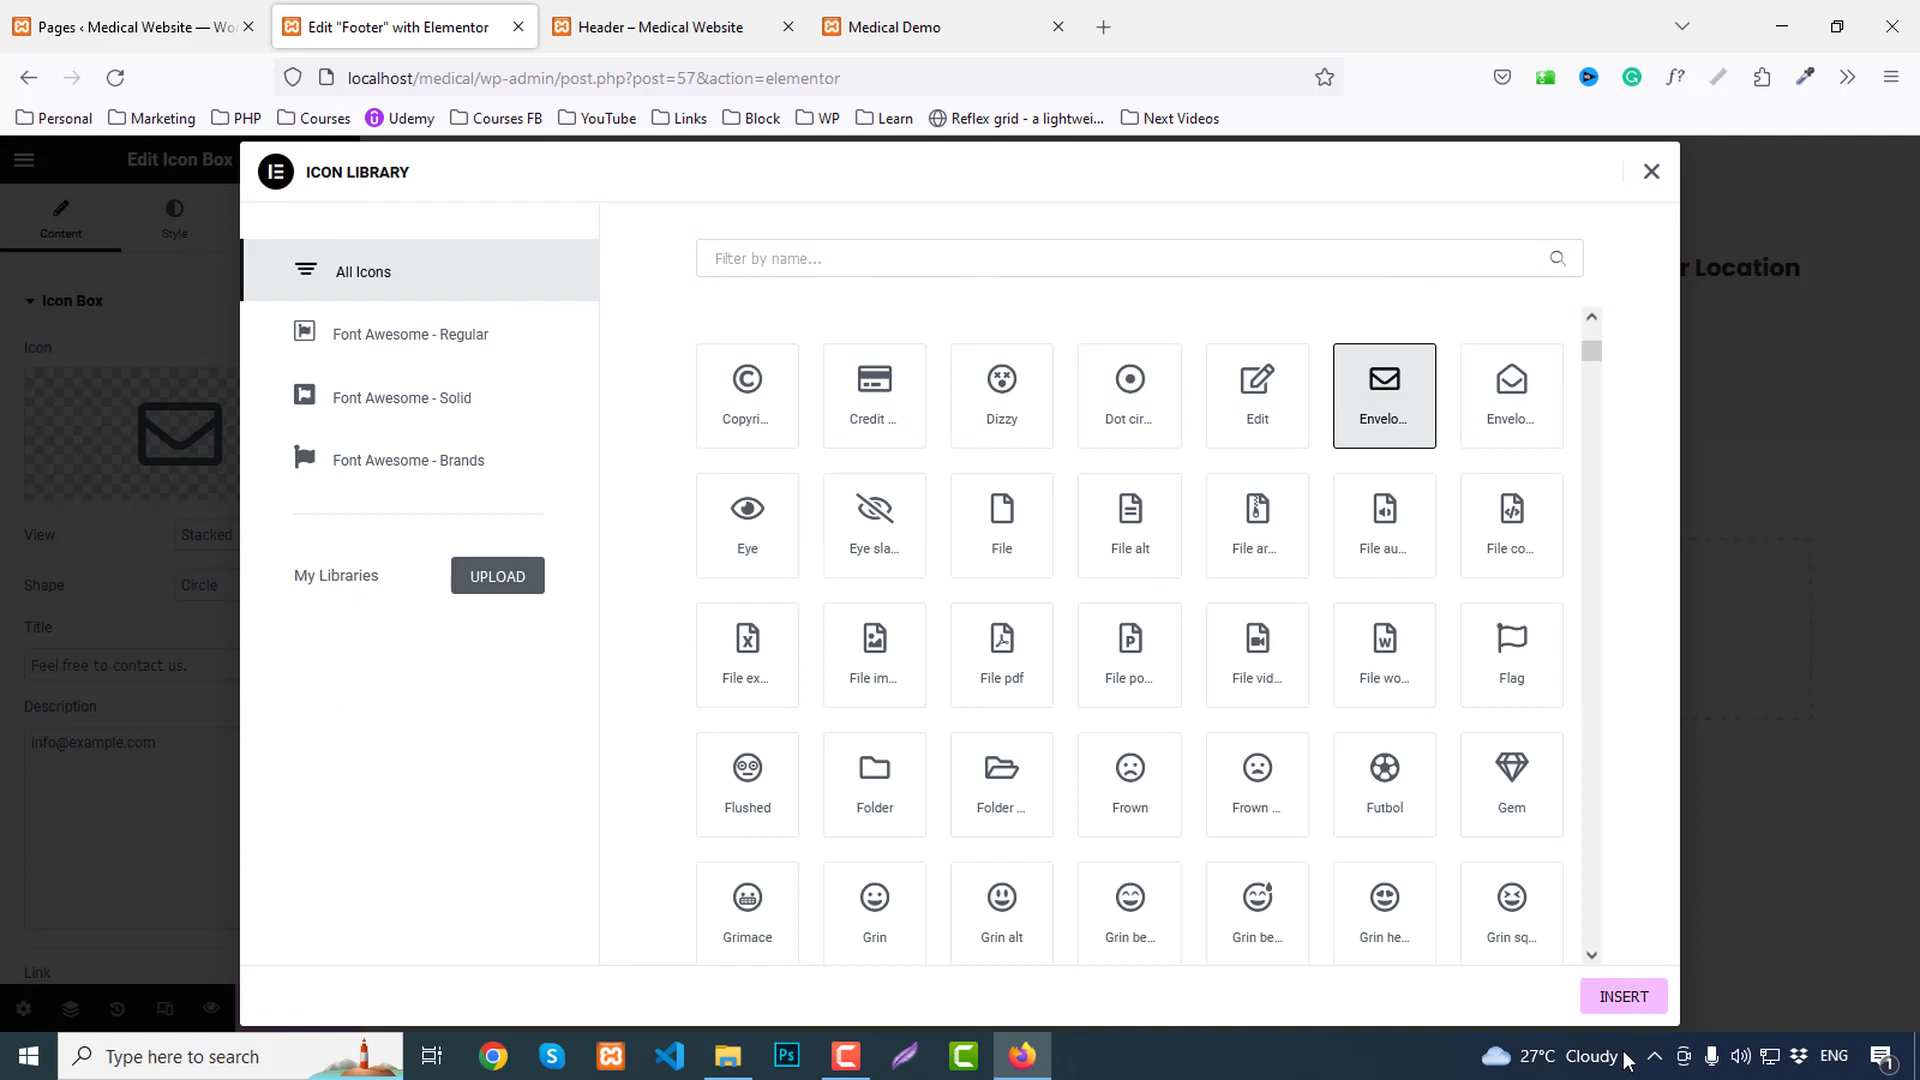 Pages ‹ Medical Website — Wo
Edit "Footer" with Elementor
Header – Medical Website
Medical Demo
localhost/medical/wp-admin/post.php?post=57&action=elementor
Personal
Marketing
PHP
Courses
Udemy
Courses FB
YouTube
Links
Block
WP
Learn
Reflex grid - a lightwei...
Next Videos
Edit Icon Box
ICON LIBRARY
Content
Style
Icon Box
Icon
View
Stacked
Shape
Circle
Title
Feel free to contact us.
Description
info@example.com
Link
All Icons
Font Awesome - Regular
Font Awesome - Solid
Font Awesome - Brands
My Libraries
UPLOAD
Filter by name...
r Location
Copyri...
Credit ...
Dizzy
Dot cir...
Edit
Envelo...
Envelo...
Eye
Eye sla...
File
File alt
File ar...
File au...
File co...
File ex...
File im...
File pdf
File po...
File vid...
File wo...
Flag
Flushed
Folder
Folder ...
Frown
Frown ...
Futbol
Gem
Grimace
Grin
Grin alt
Grin be...
Grin be...
Grin he...
Grin sq...
INSERT
Type here to search
27°C Cloudy
ENG
1